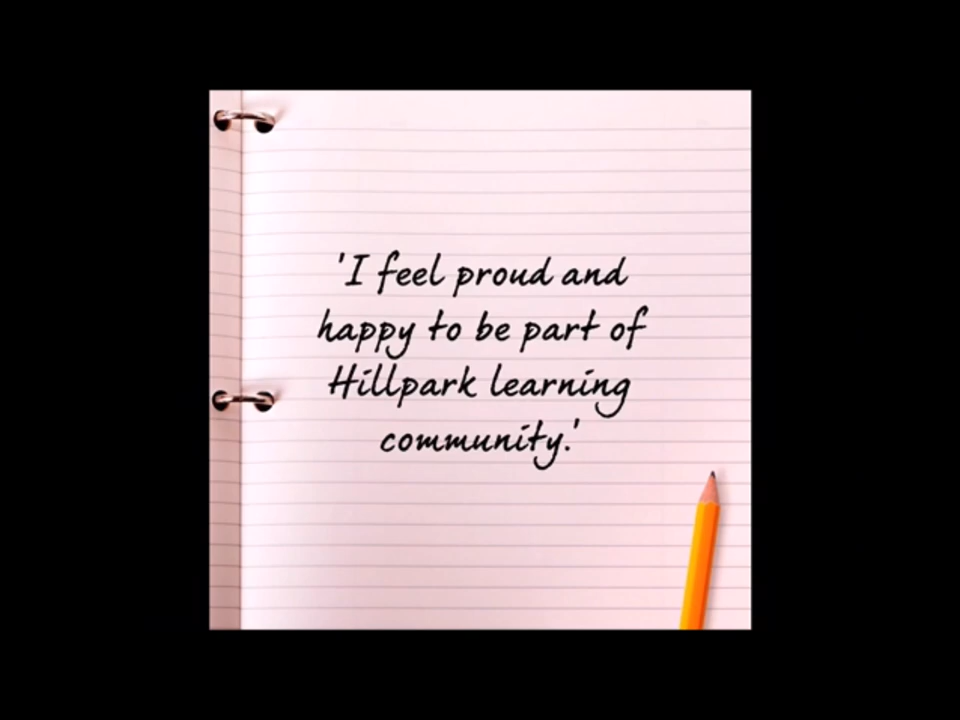 'I feel proud and
happy to be part of
Hillpark learning
community.'